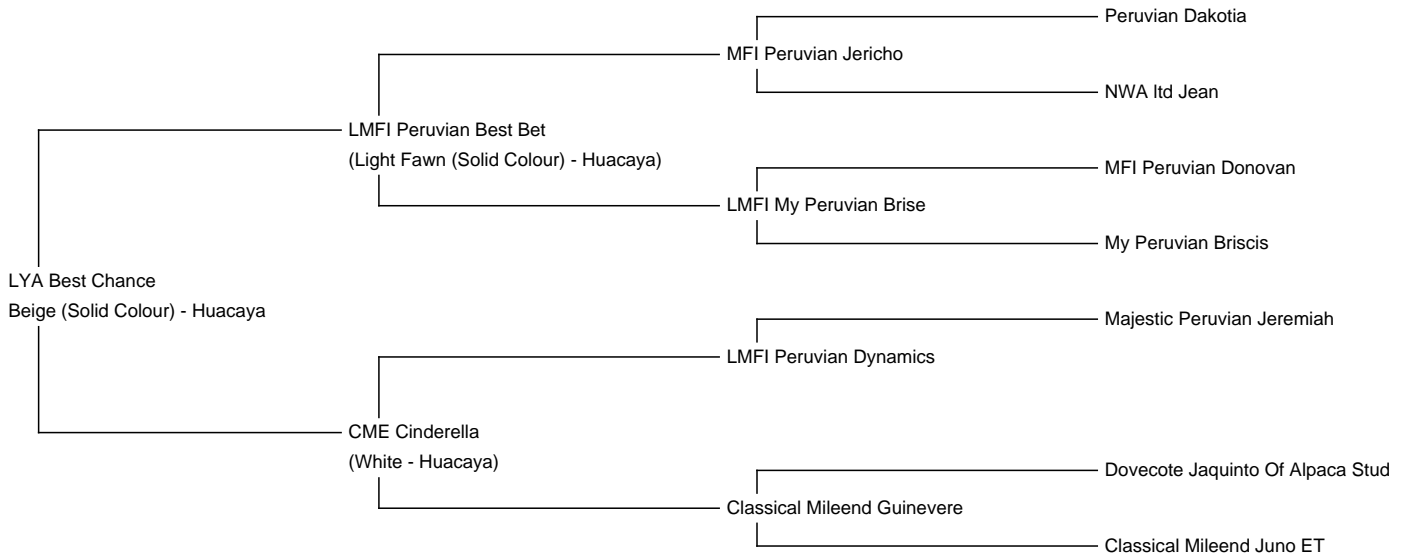 Peruvian Dakotia
MFI Peruvian Jericho
NWA ltd Jean
LMFI Peruvian Best Bet
(Light Fawn (Solid Colour) - Huacaya)
MFI Peruvian Donovan
LMFI My Peruvian Brise
My Peruvian Briscis
LYA Best Chance
Beige (Solid Colour) - Huacaya
Majestic Peruvian Jeremiah
LMFI Peruvian Dynamics
CME Cinderella
(White - Huacaya)
Dovecote Jaquinto Of Alpaca Stud
Classical Mileend Guinevere
Classical Mileend Juno ET